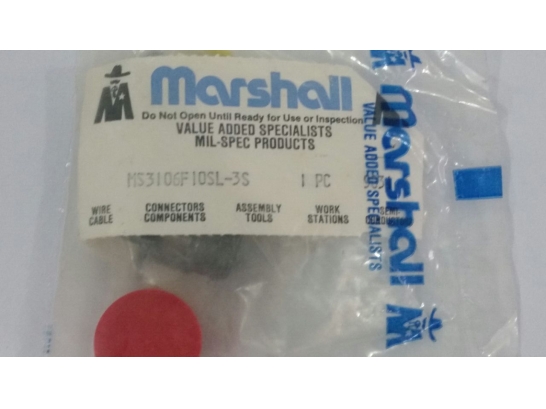 Marshall
Do Not Open Until Ready for Use or Inspection
VALUE ADDED SPECIALISTS
MIL-SPEC PRODUCTS
MS3106F10SL-3S 1 PC
WIRE CONNECTORS ASSEMBLY WORK
CABLE COMPONENTS TOOLS STATIONS
Marshall
VALUE ADDED SPECIALISTS